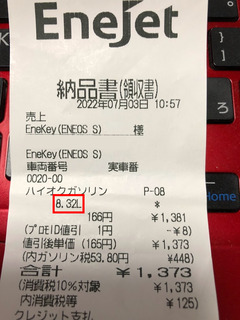 EneJet
納品書(領収書)
2022年07月03日 10:57
売上
EneKey(ENEOS S) 様
EneKey(ENEOS S)
車両番号 実車番
0020-00
ハイオクガソリン P-08
8.32L *
166円 ¥1,381
(プロEID値引 1円 -¥8)
値引後単価 (165円) ¥1,373
(内ガソリン税53.80円 ¥448)
合計 ¥1,373
(消費税10%対象 ¥1,373
内消費税等 ¥125)
クレジット支払